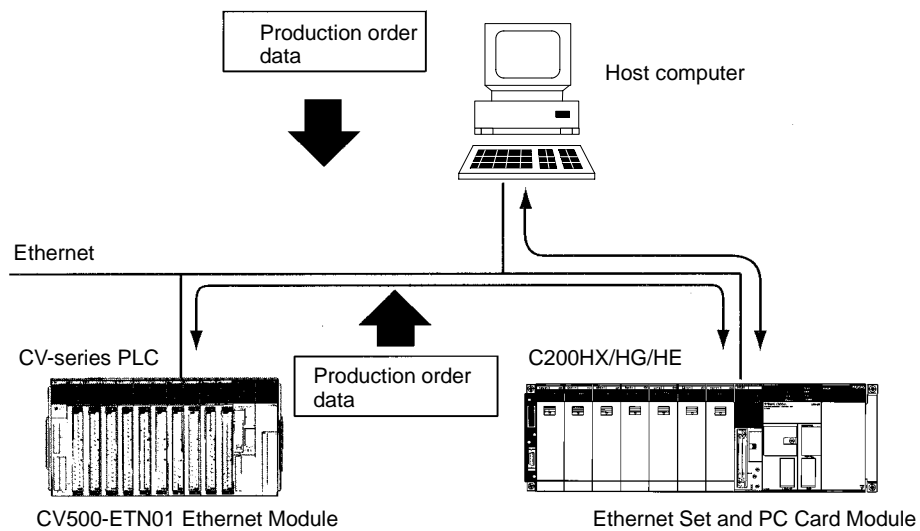 Production order
data
Host computer
Ethernet
CV-series PLC
Production order
data
C200HX/HG/HE
CV500-ETN01 Ethernet Module
Ethernet Set and PC Card Module